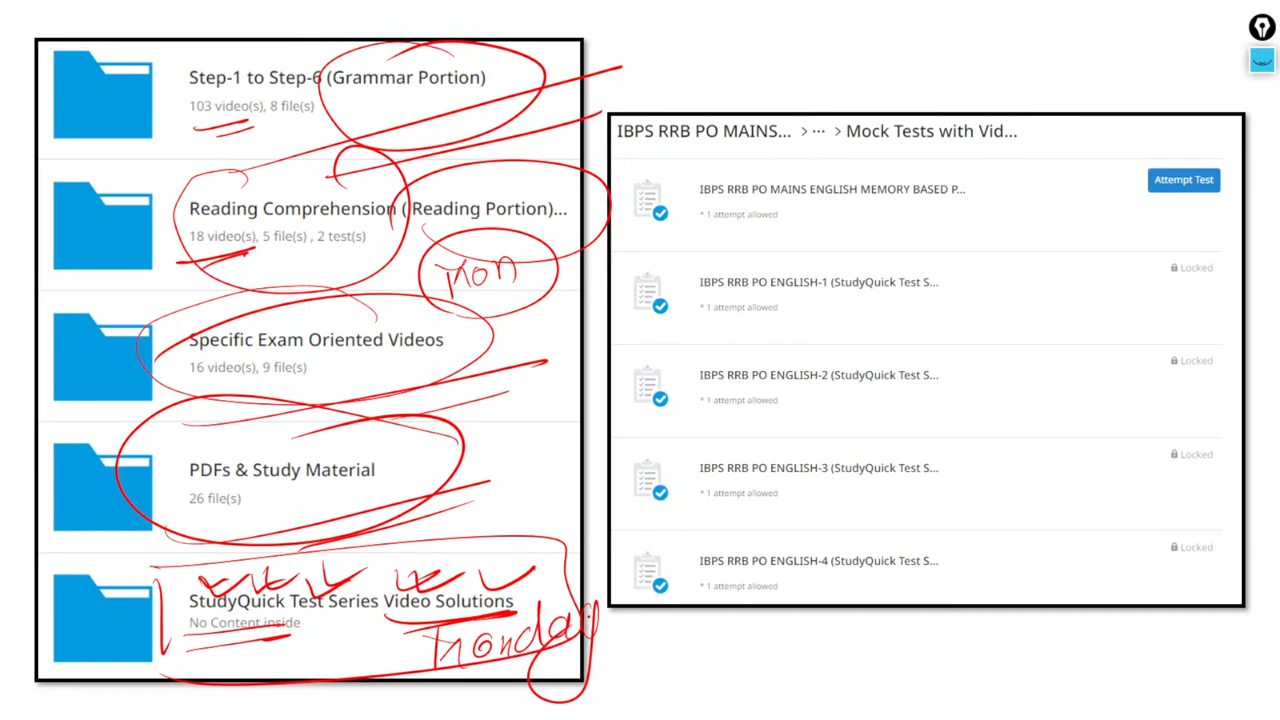 Step-1 to Step-6 (Grammar Portion)
103 video(s), 8 file(s)
Reading Comprehension (Reading Portion)...
18 video(s), 5 file(s) , 2 test(s)
mon
Specific Exam Oriented Videos
16 video(s), 9 file(s)
PDFs & Study Material
26 file(s)
StudyQuick Test Series Video Solutions
No Content inside
monday
IBPS RRB PO MAINS... > ... > Mock Tests with Vid...
IBPS RRB PO MAINS ENGLISH MEMORY BASED P...
* 1 attempt allowed
Attempt Test
IBPS RRB PO ENGLISH-1 (StudyQuick Test S...
* 1 attempt allowed
Locked
IBPS RRB PO ENGLISH-2 (StudyQuick Test S...
* 1 attempt allowed
Locked
IBPS RRB PO ENGLISH-3 (StudyQuick Test S...
* 1 attempt allowed
Locked
IBPS RRB PO ENGLISH-4 (StudyQuick Test S...
* 1 attempt allowed
Locked